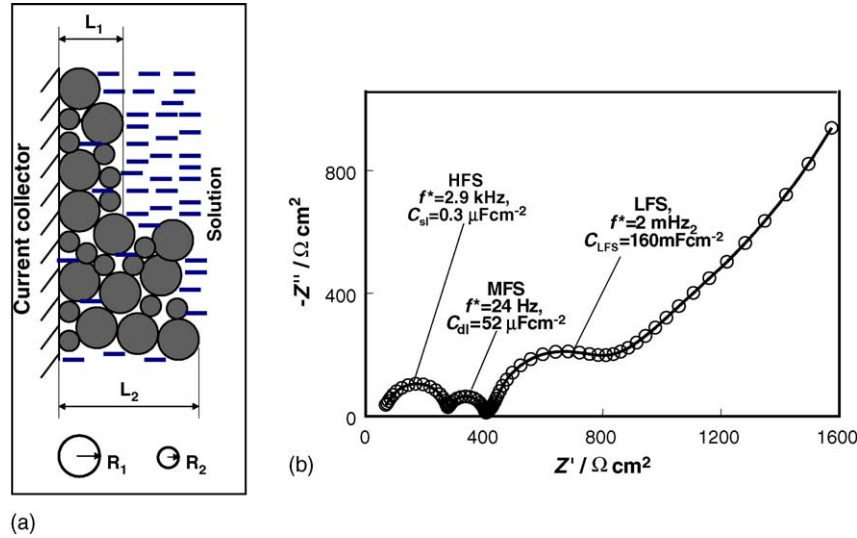 L₁
Current collector
Solution
L₂
R₁
R₂
(a)
HFS
f*=2.9 kHz,
Csl=0.3 µFcm⁻²
MFS
f*=24 Hz,
Cdl=52 µFcm⁻²
LFS,
f*=2 mHz₂
CLFS=160mFcm⁻²
-Z″ / Ω cm²
800
400
0
0
400
800
1200
1600
Z′ / Ω cm²
(b)